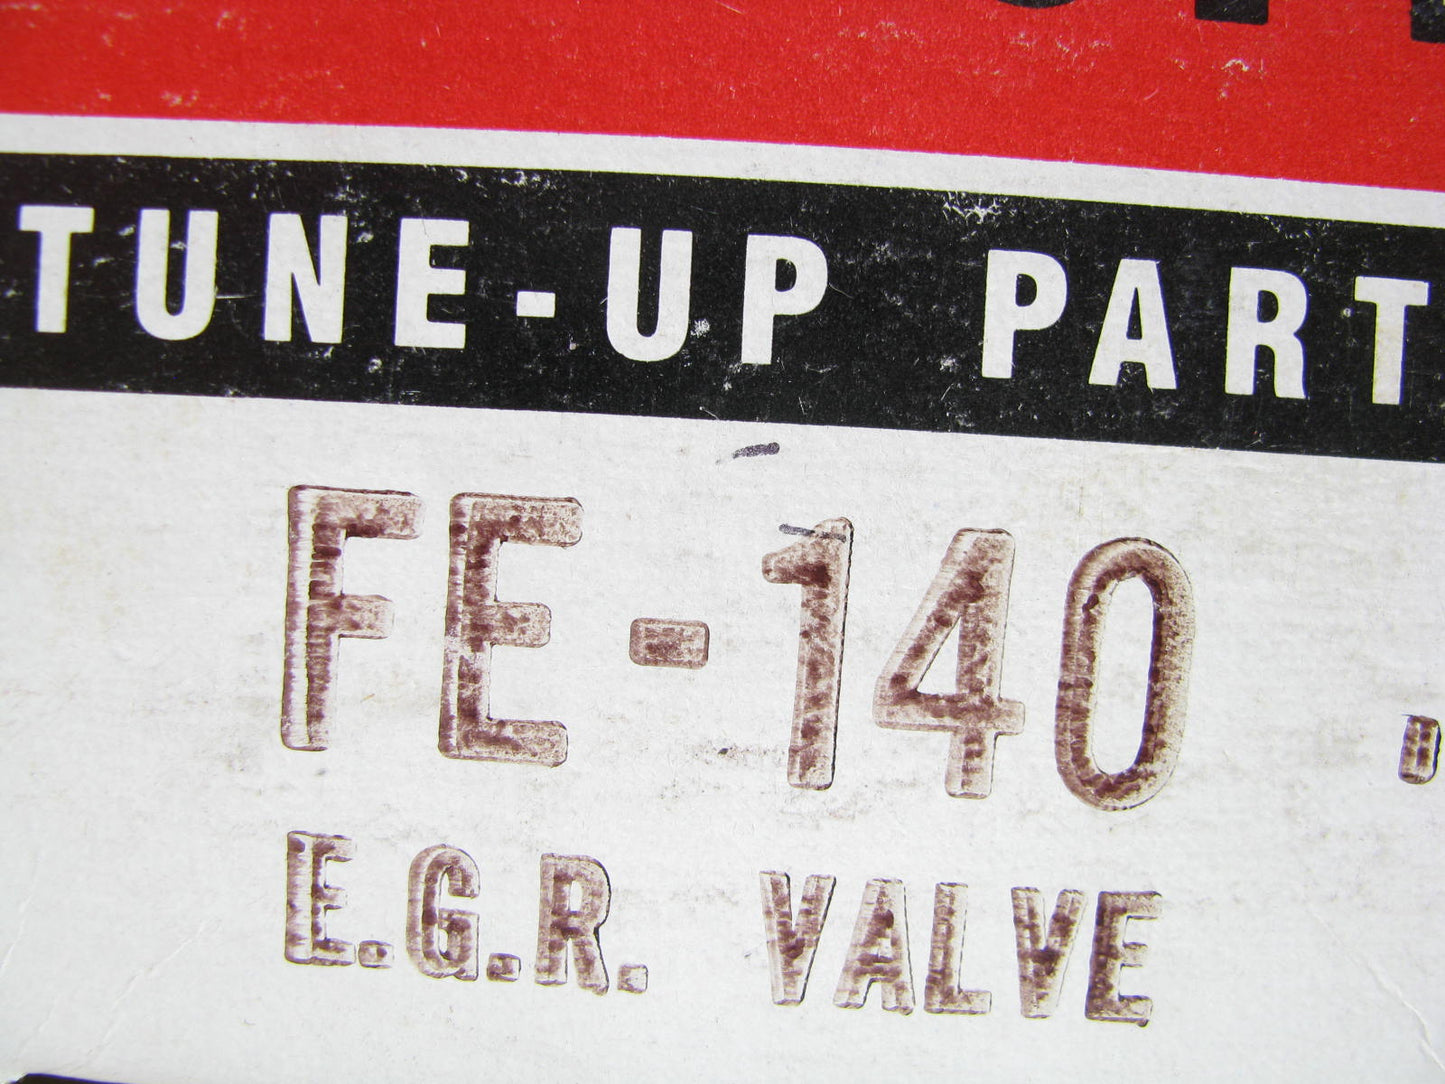 TUNE-UP PART
FE-140
E.G.R. VALVE